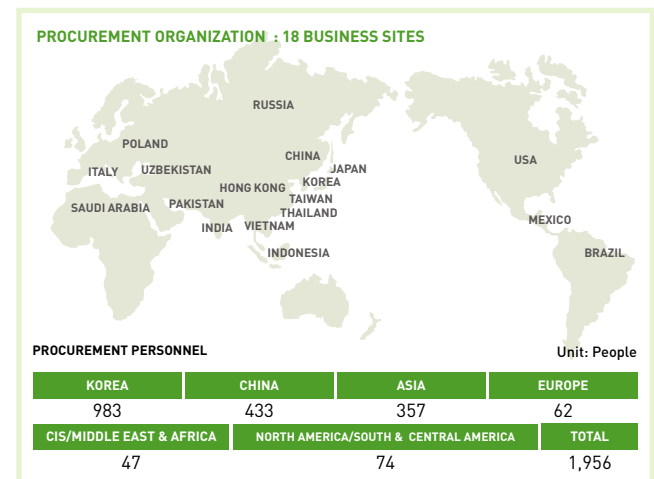 PROCUREMENT ORGANIZATION : 18 BUSINESS SITES
RUSSIA
POLAND
CHINA
USA
ITALY
UZBEKISTAN
JAPAN
KOREA
HONG KONG
TAIWAN
SAUDI ARABIA
PAKISTAN
THAILAND
MEXICO
INDIA
VIETNAM
INDONESIA
BRAZIL
PROCUREMENT PERSONNEL
Unit: People
KOREA CHINA ASIA EUROPE
983 433 357 62
CIS/MIDDLE EAST & AFRICA NORTH AMERICA/SOUTH & CENTRAL AMERICA TOTAL
47 74 1,956